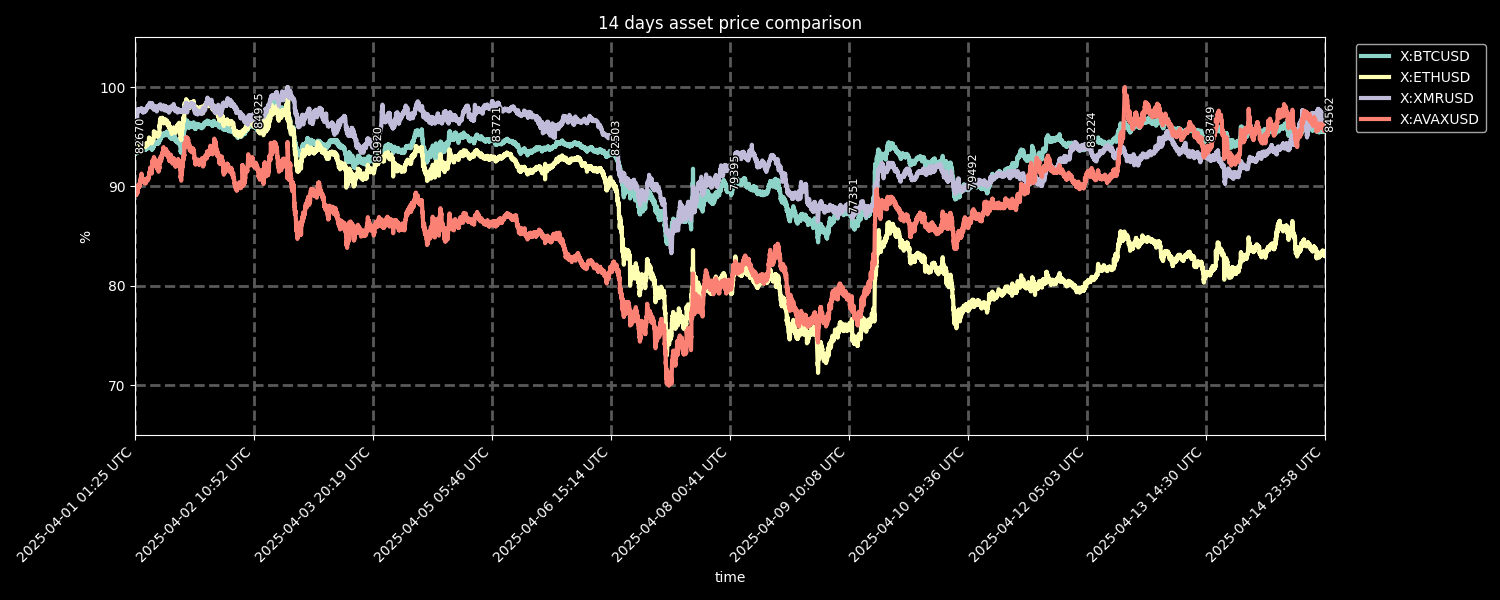 14 days asset price comparison
X:BTCUSD
X:ETHUSD
X:XMRUSD
X:AVAXUSD
100
90
80
70
%
82670
84925
81920
83721
82503
79395
77351
79492
83224
83749
84562
2025-04-01 01:25 UTC
2025-04-02 10:52 UTC
2025-04-03 20:19 UTC
2025-04-05 05:46 UTC
2025-04-06 15:14 UTC
2025-04-08 00:41 UTC
2025-04-09 10:08 UTC
2025-04-10 19:36 UTC
2025-04-12 05:03 UTC
2025-04-13 14:30 UTC
2025-04-14 23:58 UTC
time